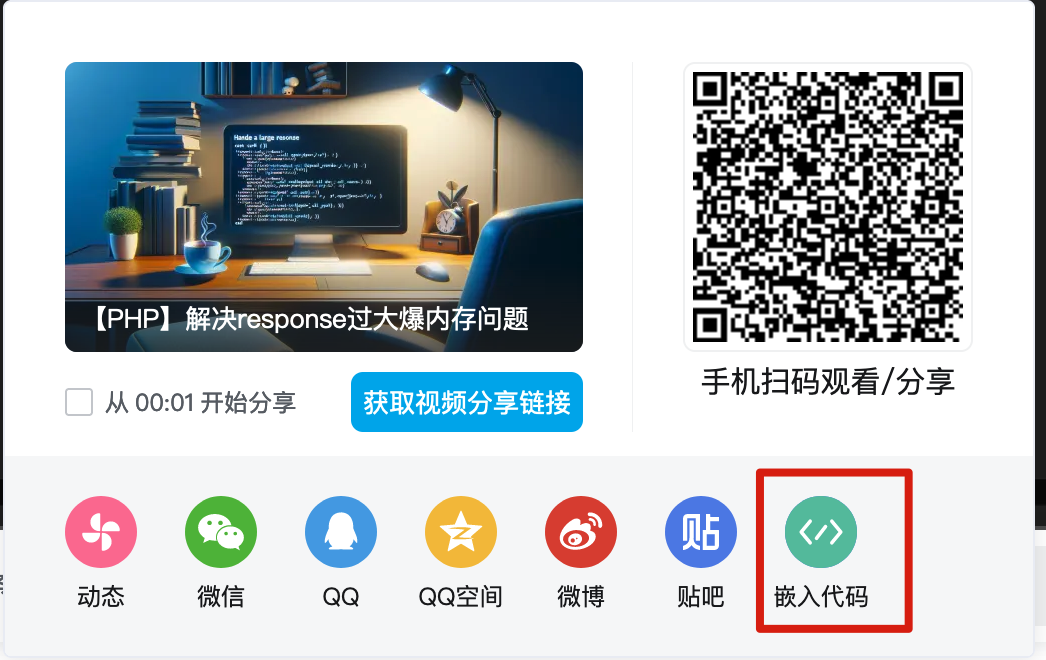 Hande a large resonse
【PHP】解决response过大爆内存问题
从 00:01 开始分享
获取视频分享链接
手机扫码观看/分享
动态
微信
QQ
QQ空间
微博
贴
贴吧
嵌入代码